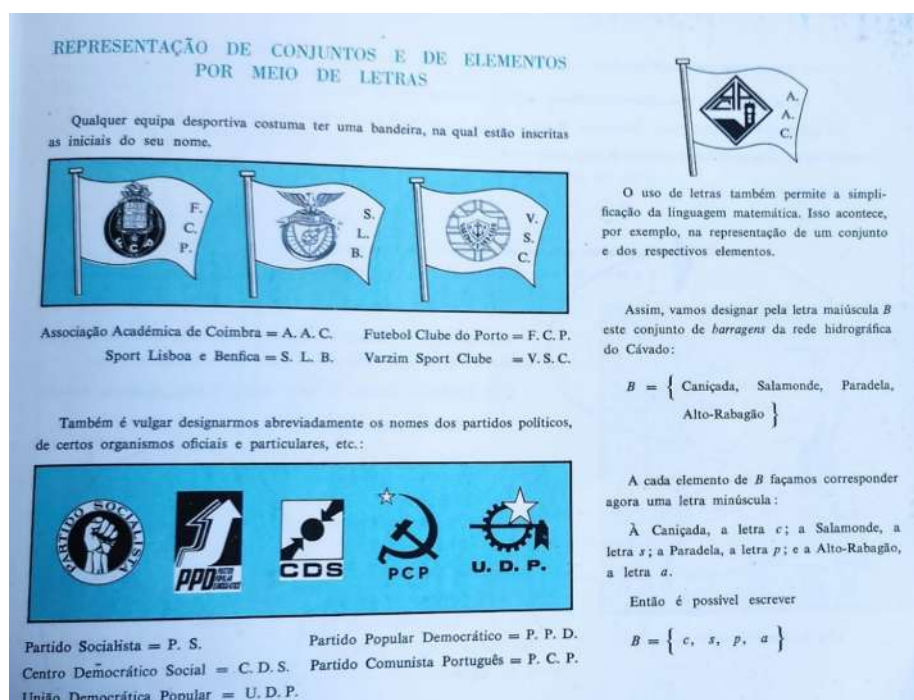 REPRESENTAÇÃO DE CONJUNTOS E DE ELEMENTOS
POR MEIO DE LETRAS
Qualquer equipa desportiva costuma ter uma bandeira, na qual estão inscritas
as iniciais do seu nome.
F.
C.
P.
F C P
S.
L.
B.
V.
S.
C.
Associação Académica de Coimbra = A. A. C.
Futebol Clube do Porto = F. C. P.
Sport Lisboa e Benfica = S. L. B.
Varzim Sport Clube = V. S. C.
Também é vulgar designarmos abreviadamente os nomes dos partidos políticos,
de certos organismos oficiais e particulares, etc.:
PARTIDO SOCIALISTA
PPD
CDS
PCP
U. D. P.
Partido Socialista = P. S.
Partido Popular Democrático = P. P. D.
Centro Democrático Social = C. D. S.
Partido Comunista Português = P. C. P.
União Democrática Popular = U. D. P.
A.
A.
C.
O uso de letras também permite a simpli-
ficação da linguagem matemática. Isso acontece,
por exemplo, na representação de um conjunto
e dos respectivos elementos.
Assim, vamos designar pela letra maiúscula B
este conjunto de barragens da rede hidrográfica
do Cávado:
B = { Caniçada, Salamonde, Paradela,
Alto-Rabagão }
A cada elemento de B façamos corresponder
agora uma letra minúscula :
À Caniçada, a letra c ; a Salamonde, a
letra s ; a Paradela, a letra p ; e a Alto-Rabagão,
a letra a.
Então é possível escrever
B = { c, s, p, a }